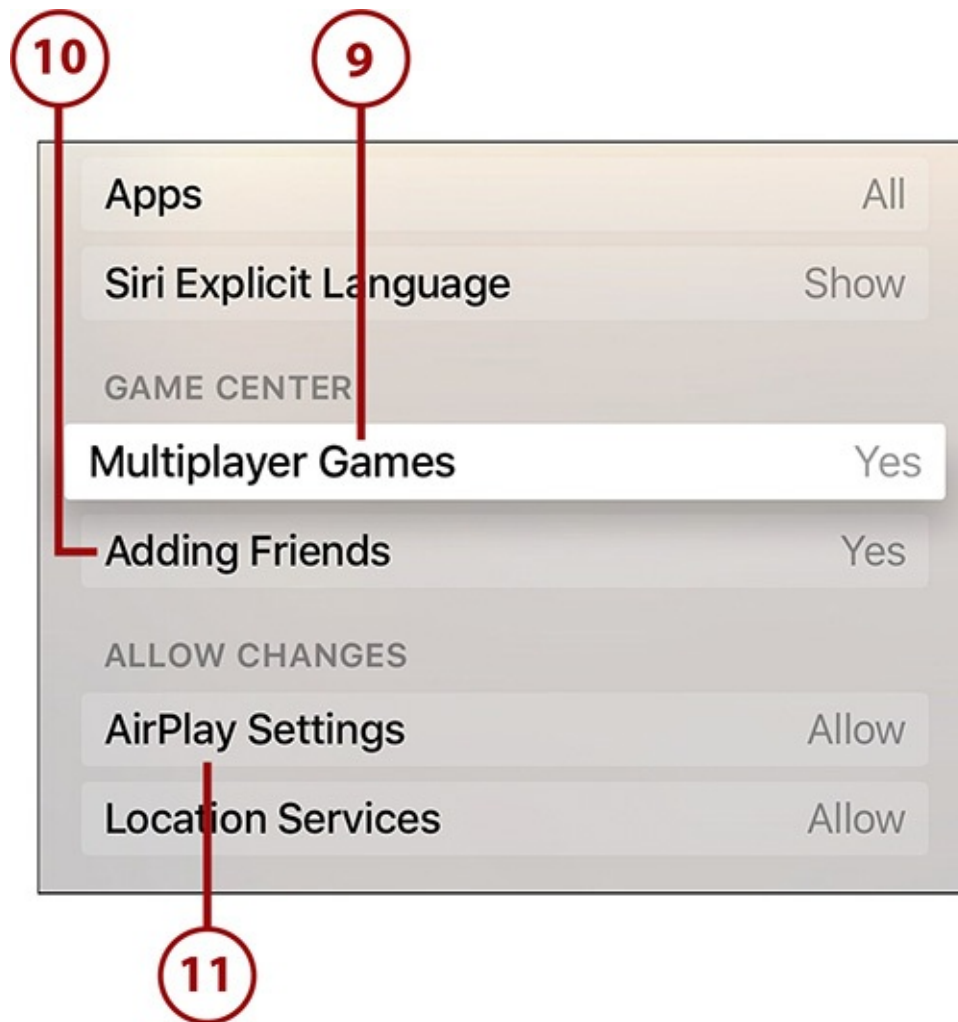 10 9
Apps All
Siri Explicit Language Show
GAME CENTER
Multiplayer Games Yes
Adding Friends Yes
ALLOW CHANGES
AirPlay Settings Allow
Location Services Allow
11